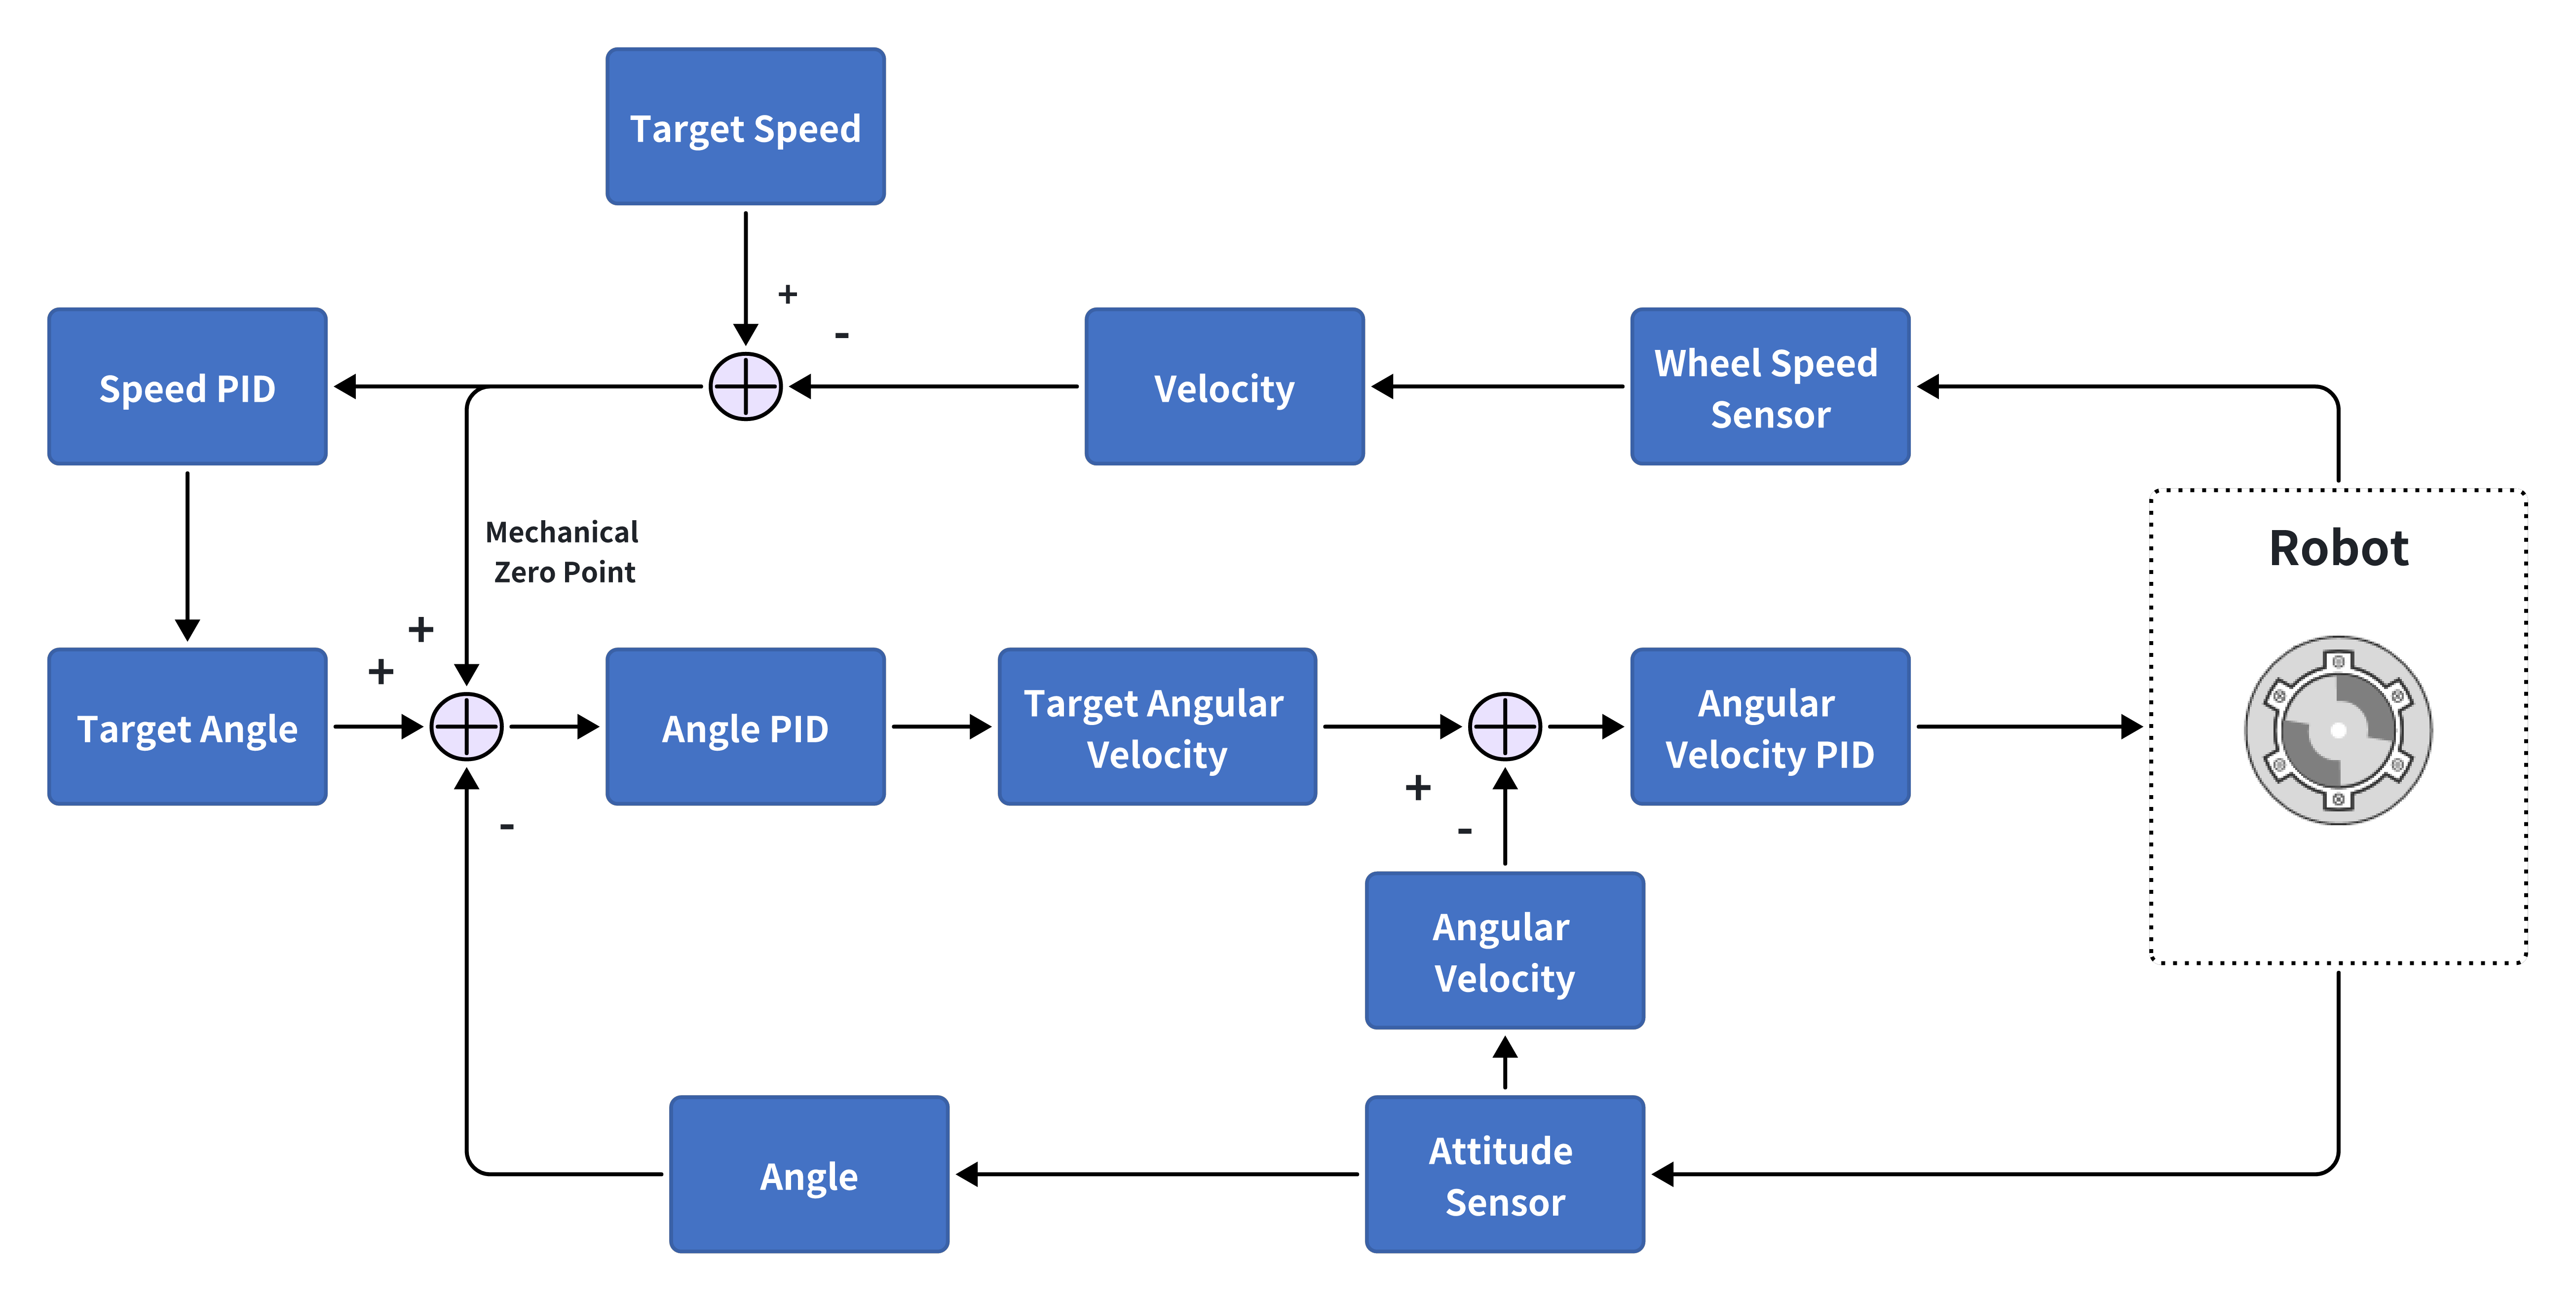 Target Speed
+
-
Speed PID
Velocity
Wheel Speed
Sensor
Mechanical
Zero Point
Robot
+
+
Target Angle
Angle PID
Target Angular
Velocity
Angular
Velocity PID
+
-
-
Angular
Velocity
Angle
Attitude
Sensor